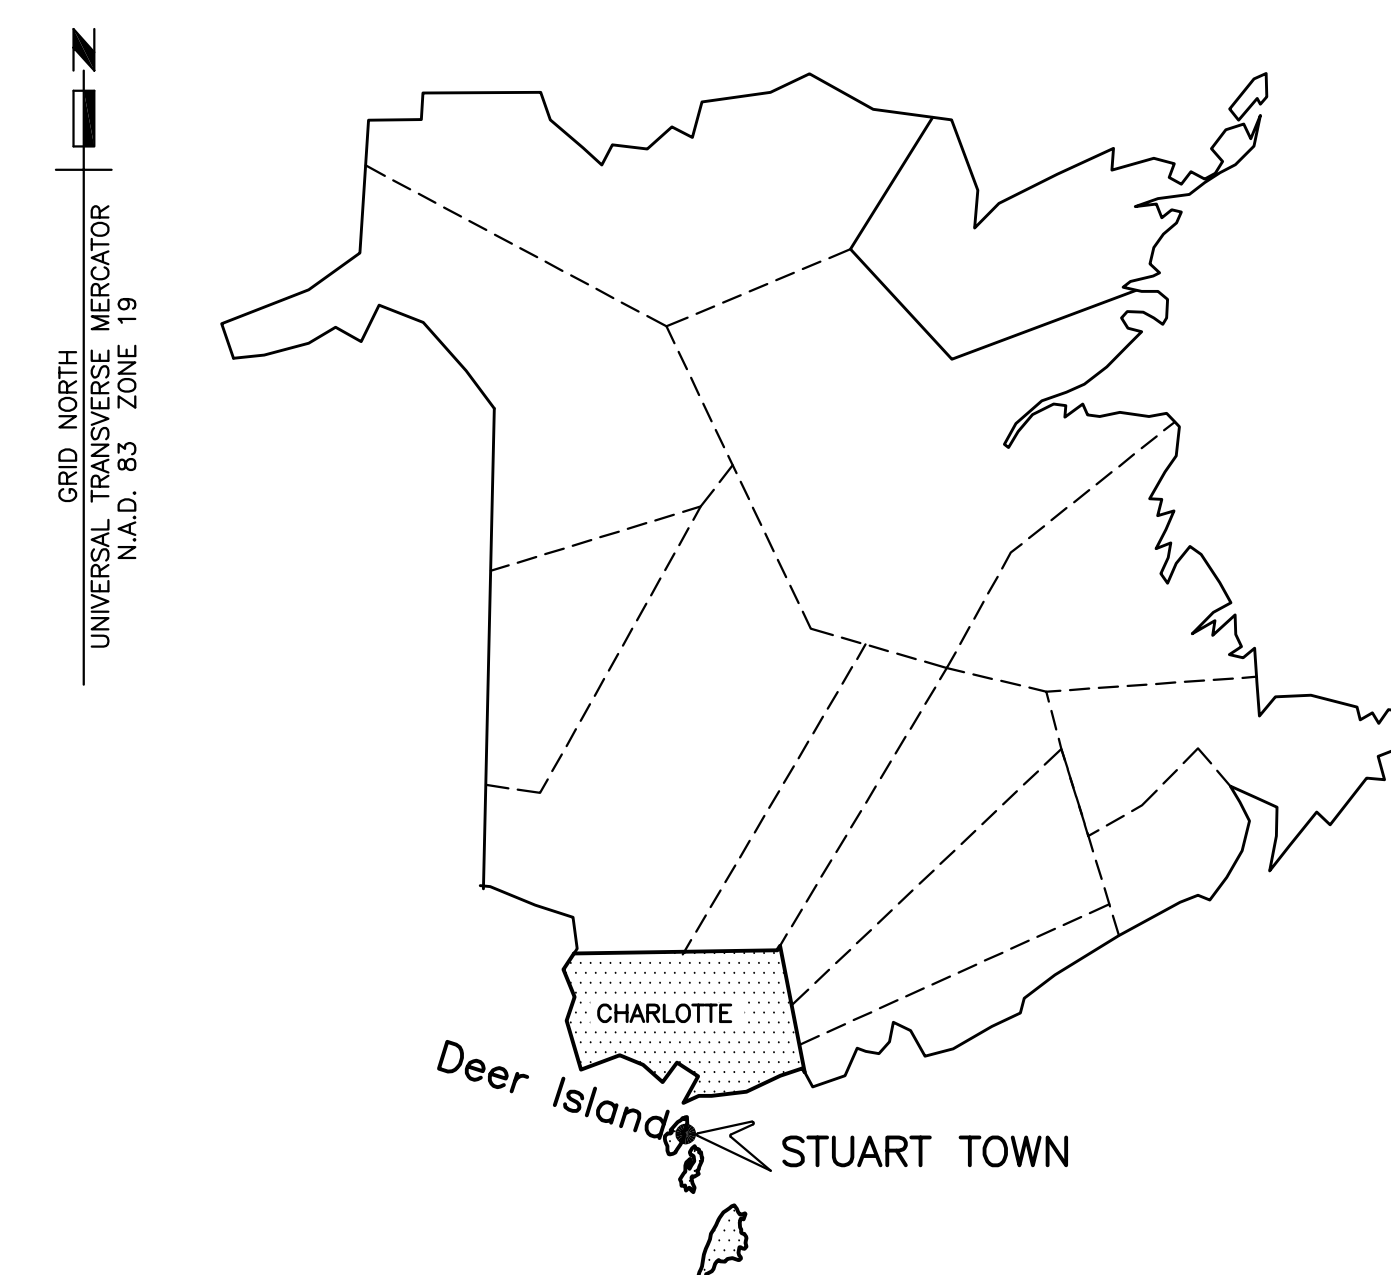 N
GRID NORTH
UNIVERSAL TRANSVERSE MERCATOR
N.A.D. 83 ZONE 19
CHARLOTTE
Deer Island
STUART TOWN